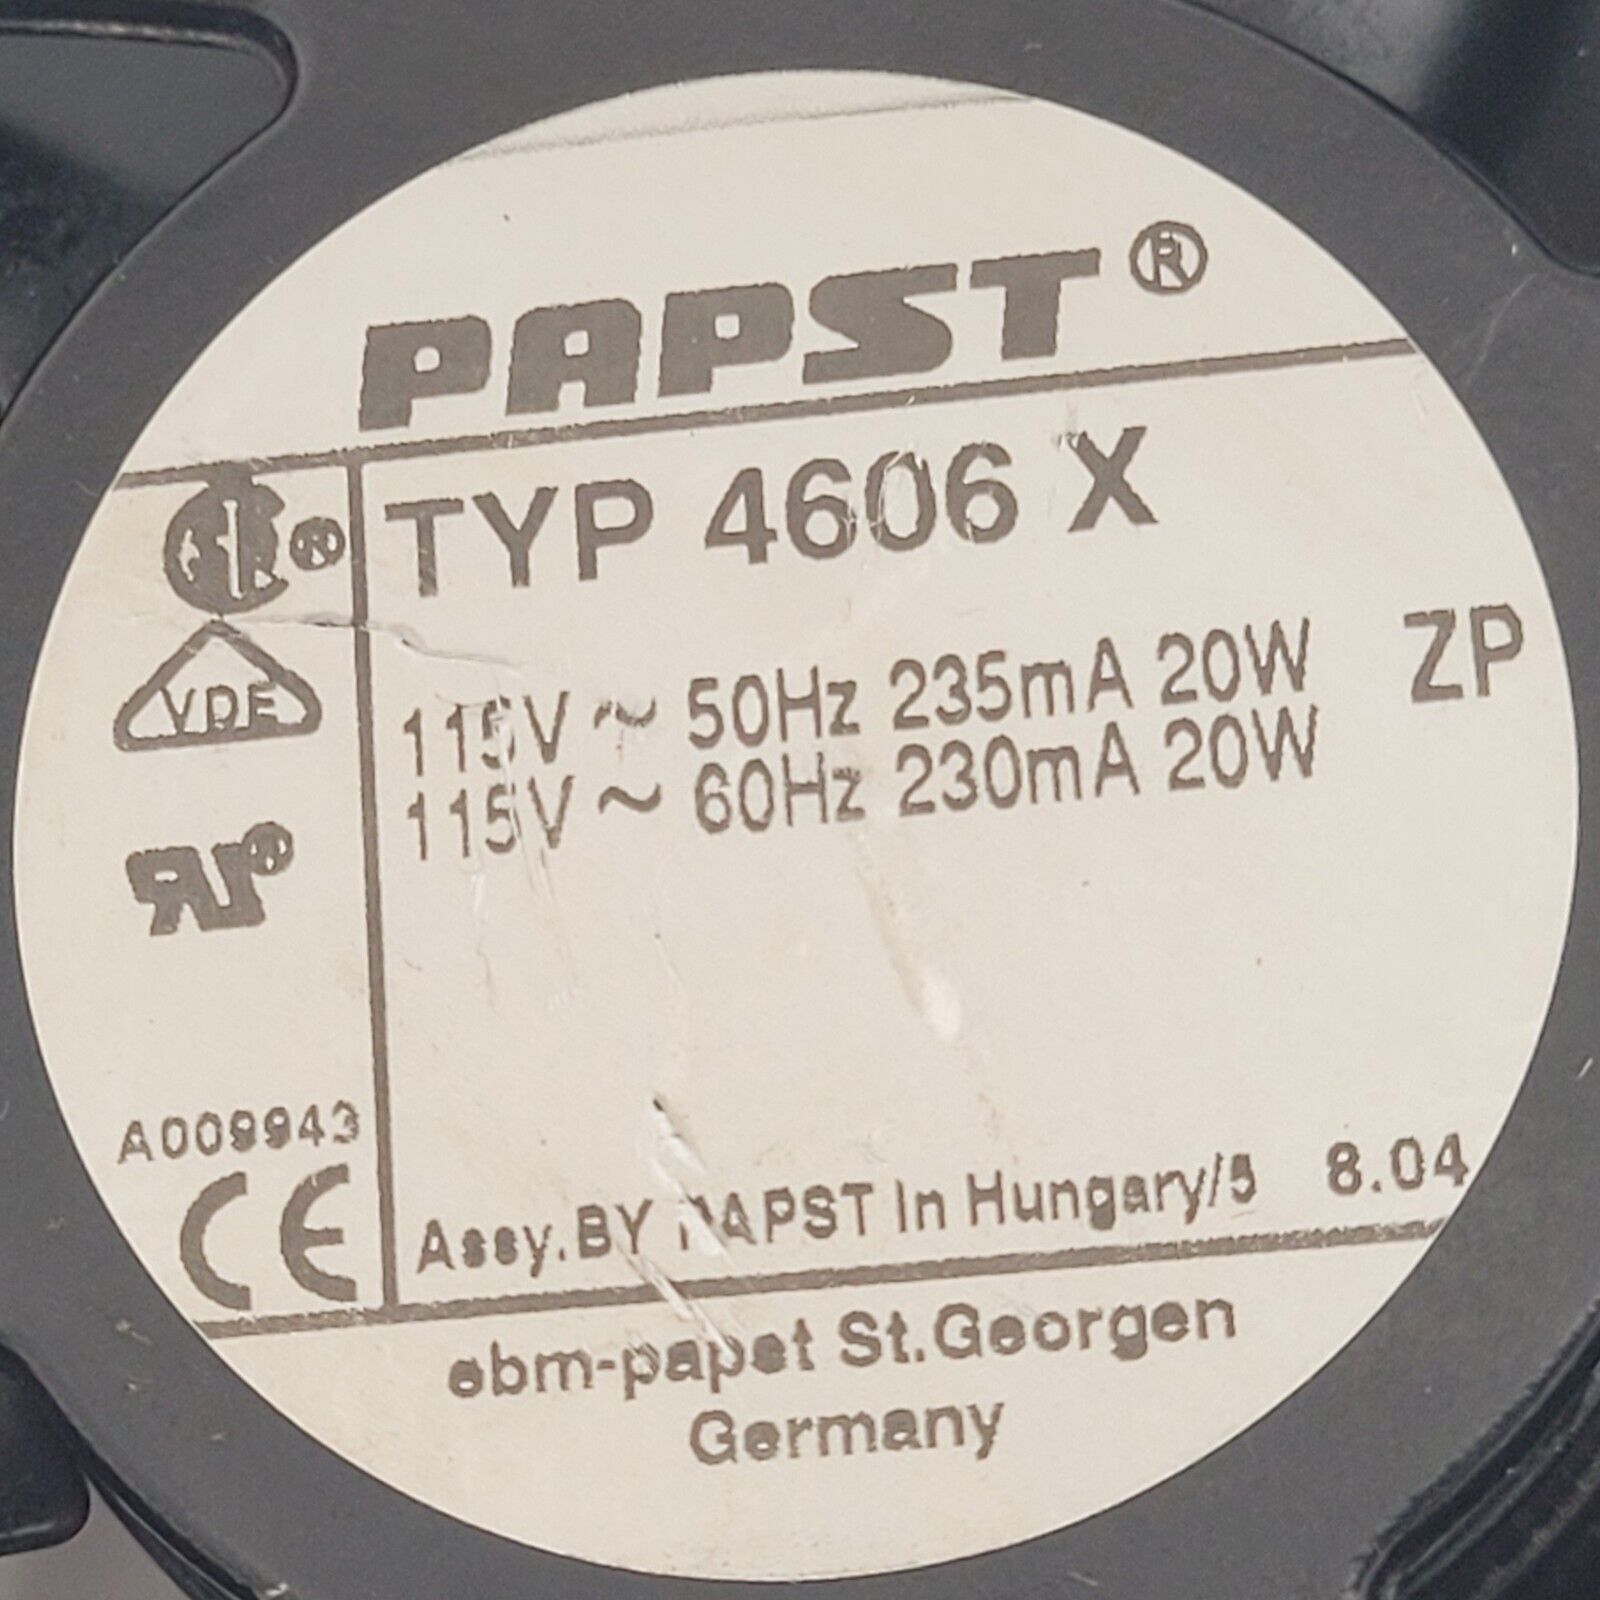 PAPST®
TYP 4606 X
VDE
115V ~ 50Hz 235mA 20W ZP
115V ~ 60Hz 230mA 20W
A009943
CE
Assy.BY PAPST In Hungary/5 8.04
ebm-papst St.Georgen
Germany